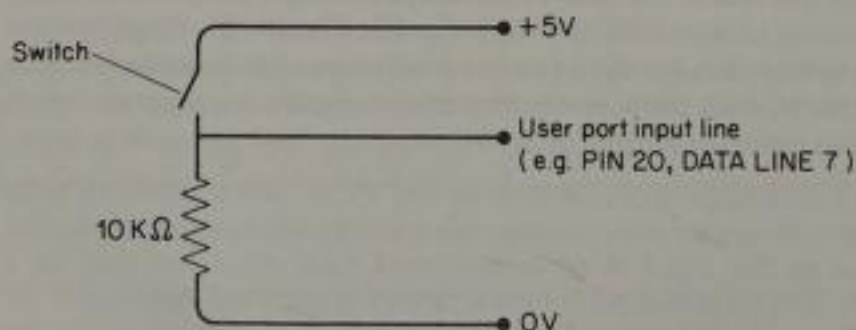 +5V
Switch
User port input line
(e.g. PIN 20, DATA LINE 7)
10 KΩ
0V